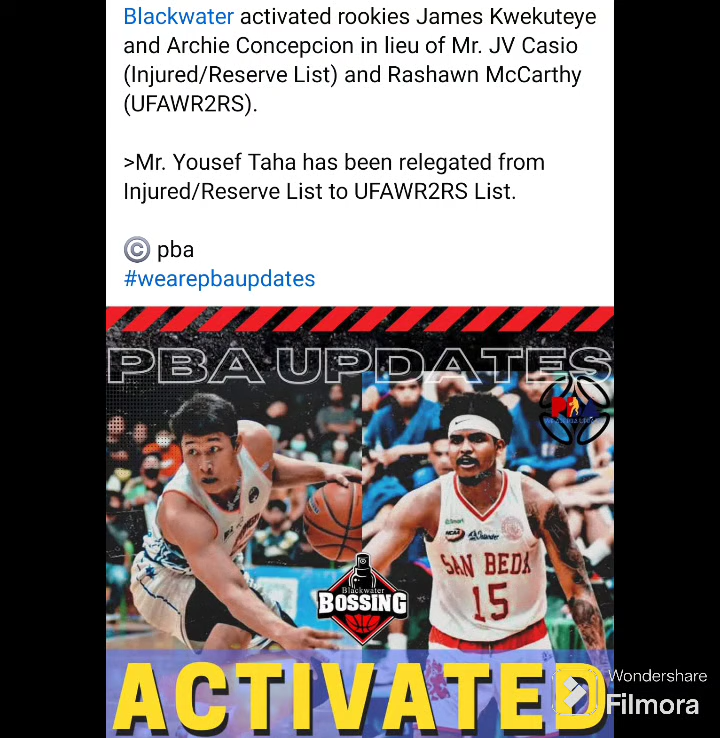 Blackwater activated rookies James Kwekuteye
and Archie Concepcion in lieu of Mr. JV Casio
(Injured/Reserve List) and Rashawn McCarthy
(UFAWR2RS).
>Mr. Yousef Taha has been relegated from
Injured/Reserve List to UFAWR2RS List.
© pba
#wearepbaupdates
PBA UPDATES
SAN BEDA
15
Blackwater
BOSSING
ACTIVATED
Wondershare
Filmora